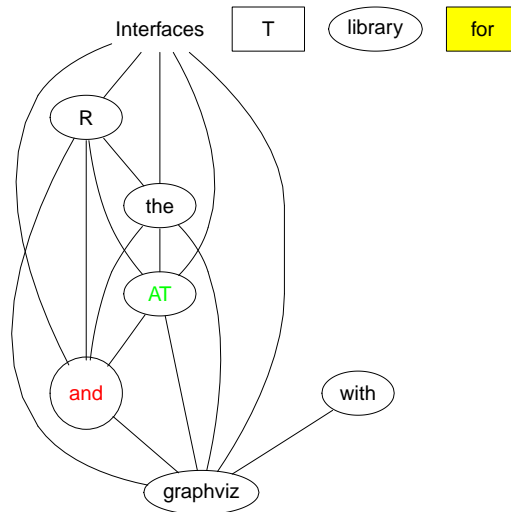 Interfaces T library for
R
the
AT
and with
graphviz